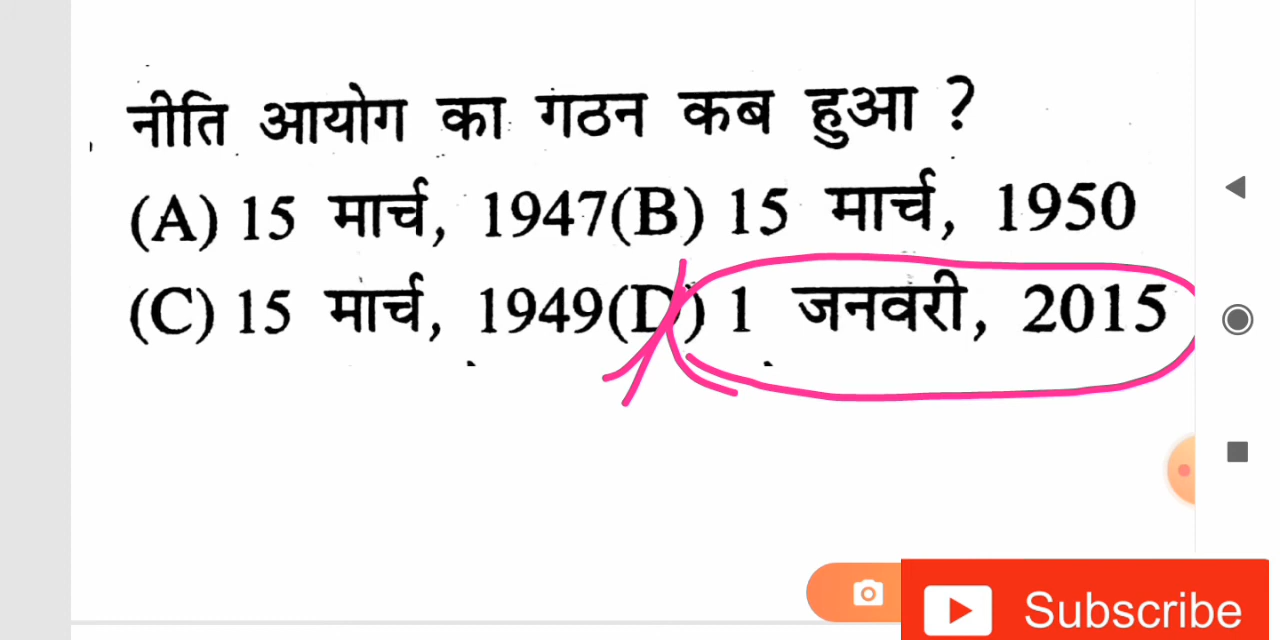 नीति आयोग का गठन कब हुआ ?
(A) 15 मार्च, 1947(B) 15 मार्च, 1950
(C) 15 मार्च, 1949(D) 1 जनवरी, 2015
Subscribe